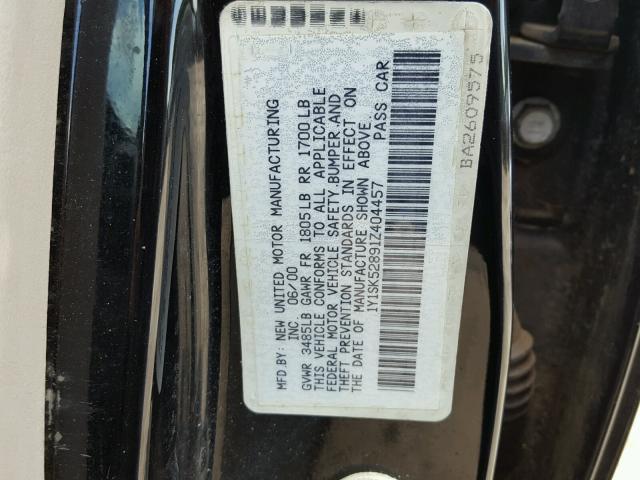 MFD.BY: NEW UNITED MOTOR MANUFACTURING
INC. 06/00
GVWR 3485LB GAWR FR 1805LB RR 1700LB
THIS VEHICLE CONFORMS TO ALL APPLICABLE
FEDERAL MOTOR VEHICLE SAFETY,BUMPER,AND
THEFT PREVENTION STANDARDS IN EFFECT ON
THE DATE OF MANUFACTURE SHOWN ABOVE.
1Y1SK52891Z404457 PASS CAR
BA2609575